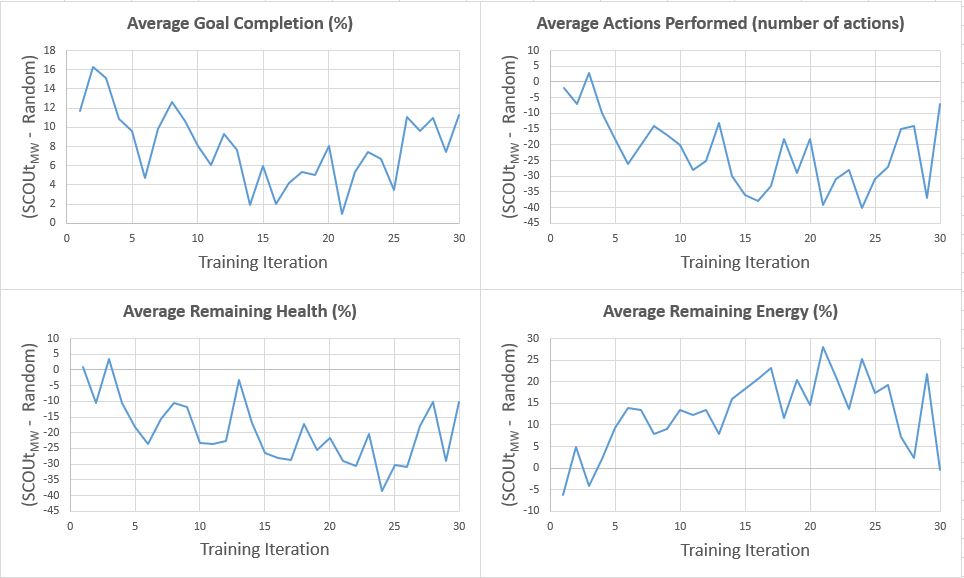 Average Goal Completion (%)
(SCOUt_MW - Random)
18
16
14
12
10
8
6
4
2
0
0 5 10 15 20 25 30
Training Iteration
Average Actions Performed (number of actions)
(SCOUt_MW - Random)
10
5
0
-5
-10
-15
-20
-25
-30
-35
-40
-45
0 5 10 15 20 25 30
Training Iteration
Average Remaining Health (%)
(SCOUt_MW - Random)
10
5
0
-5
-10
-15
-20
-25
-30
-35
-40
-45
0 5 10 15 20 25 30
Training Iteration
Average Remaining Energy (%)
(SCOUt_MW - Random)
30
25
20
15
10
5
0
-5
-10
0 5 10 15 20 25 30
Training Iteration